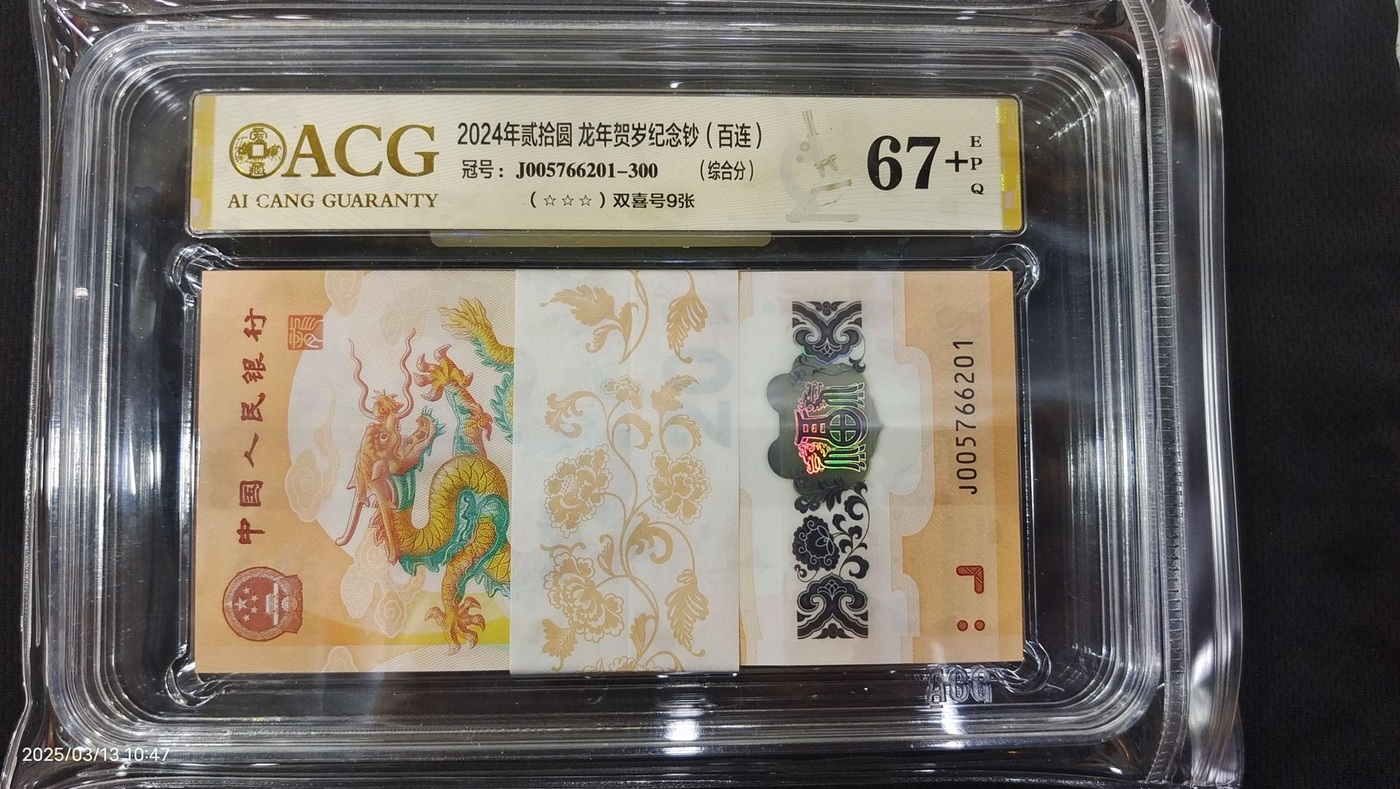 ACG
AI CANG GUARANTY
2024年贰拾圆 龙年贺岁纪念钞（百连）
冠号：J005766201-300 （综合分）
（☆☆☆）双喜号9张
67+
EPQ
中国人民银行
J005766201
ACG
2025/03/13 10:47